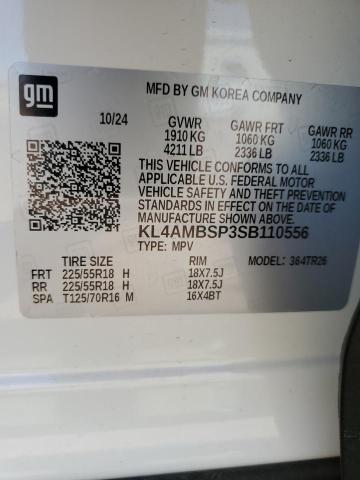 gm
MFD BY GM KOREA COMPANY
10/24 GVWR GAWR FRT GAWR RR
1910 KG 1060 KG 1060 KG
4211 LB 2336 LB 2336 LB
THIS VEHICLE CONFORMS TO ALL
APPLICABLE U.S. FEDERAL MOTOR
VEHICLE SAFETY AND THEFT
PREVENTION STANDARDS IN EFFECT
ON THE DATE OF MANUFACTURE
SHOWN ABOVE.
KL4AMBSP3SB110556
TYPE: MPV MODEL: 364TR26
TIRE SIZE RIM
FRT 225/55R18 H 18X7.5J
RR 225/55R18 H 18X7.5J
SPA T125/70R16 M 16X4BT